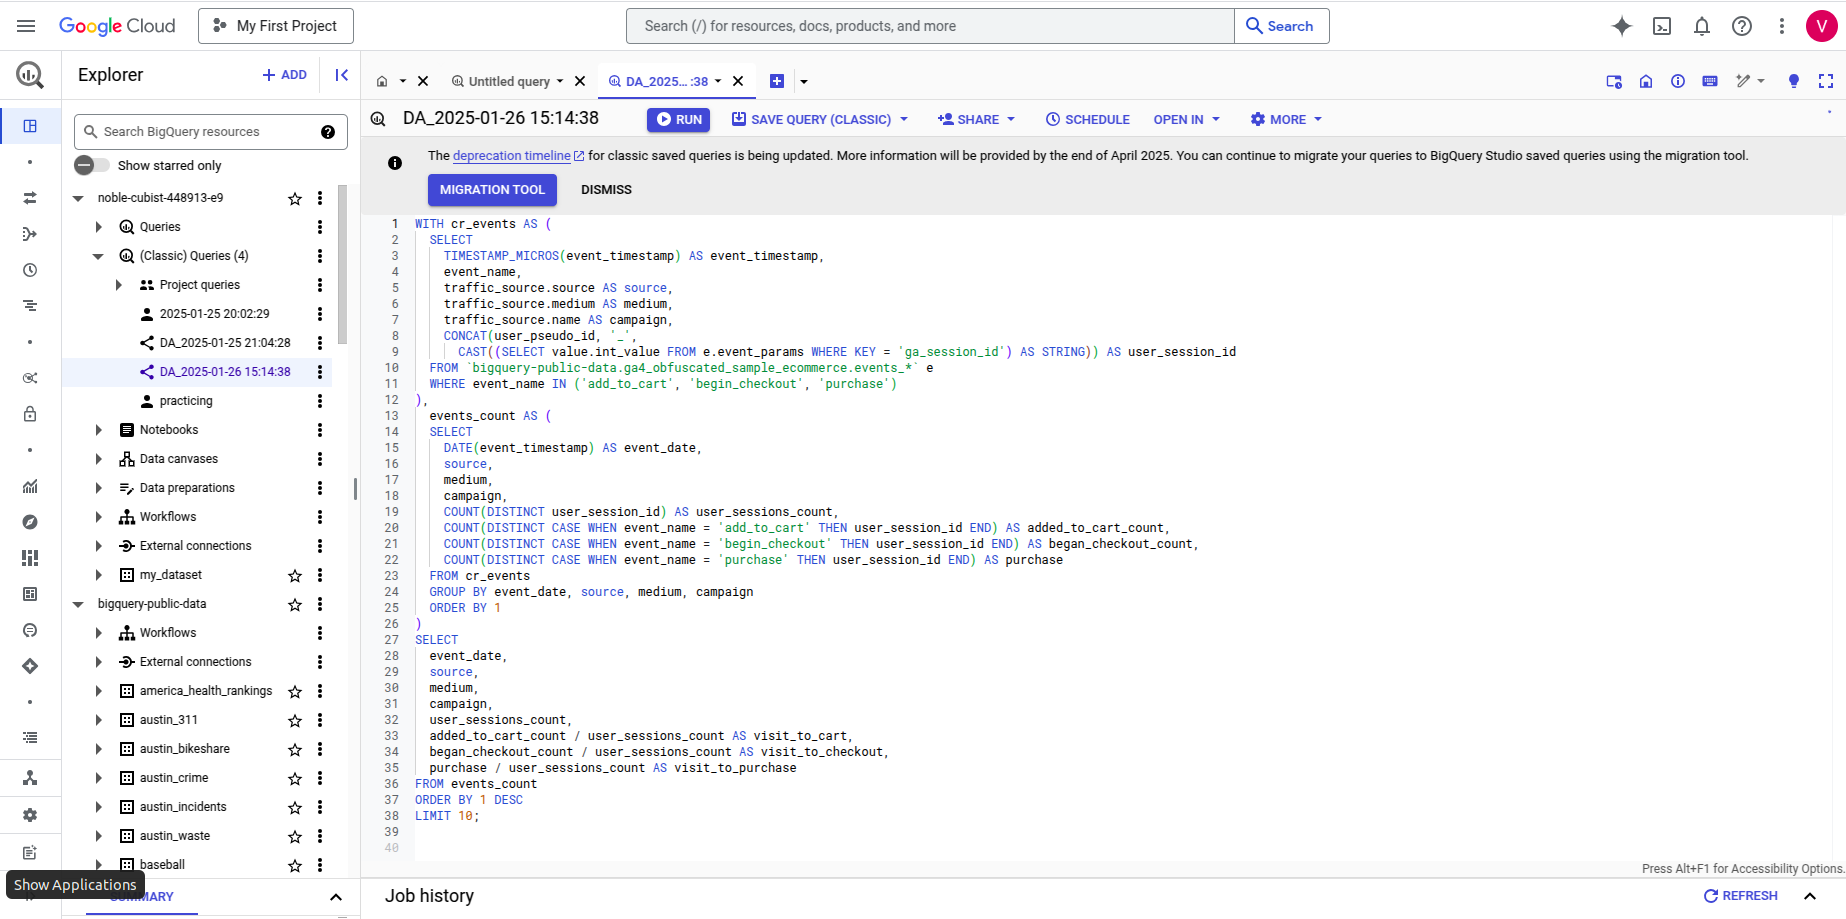 Google Cloud
My First Project
Search (/) for resources, docs, products, and more
Search
V
Explorer
+ ADD
Untitled query
DA_2025... :38
Search BigQuery resources
Show starred only
noble-cubist-448913-e9
Queries
(Classic) Queries (4)
Project queries
2025-01-25 20:02:29
DA_2025-01-25 21:04:28
DA_2025-01-26 15:14:38
practicing
Notebooks
Data canvases
Data preparations
Workflows
External connections
my_dataset
bigquery-public-data
Workflows
External connections
america_health_rankings
austin_311
austin_bikeshare
austin_crime
austin_incidents
austin_waste
baseball
Show Applications
DA_2025-01-26 15:14:38
RUN
SAVE QUERY (CLASSIC)
SHARE
SCHEDULE
OPEN IN
MORE
The deprecation timeline for classic saved queries is being updated. More information will be provided by the end of April 2025. You can continue to migrate your queries to BigQuery Studio saved queries using the migration tool.
MIGRATION TOOL
DISMISS
1 WITH cr_events AS (
2 SELECT
3 TIMESTAMP_MICROS(event_timestamp) AS event_timestamp,
4 event_name,
5 traffic_source.source AS source,
6 traffic_source.medium AS medium,
7 traffic_source.name AS campaign,
8 CONCAT(user_pseudo_id, '_',
9 CAST((SELECT value.int_value FROM e.event_params WHERE KEY = 'ga_session_id') AS STRING)) AS user_session_id
10 FROM `bigquery-public-data.ga4_obfuscated_sample_ecommerce.events_*` e
11 WHERE event_name IN ('add_to_cart', 'begin_checkout', 'purchase')
12 ),
13 events_count AS (
14 SELECT
15 DATE(event_timestamp) AS event_date,
16 source,
17 medium,
18 campaign,
19 COUNT(DISTINCT user_session_id) AS user_sessions_count,
20 COUNT(DISTINCT CASE WHEN event_name = 'add_to_cart' THEN user_session_id END) AS added_to_cart_count,
21 COUNT(DISTINCT CASE WHEN event_name = 'begin_checkout' THEN user_session_id END) AS began_checkout_count,
22 COUNT(DISTINCT CASE WHEN event_name = 'purchase' THEN user_session_id END) AS purchase
23 FROM cr_events
24 GROUP BY event_date, source, medium, campaign
25 ORDER BY 1
26 )
27 SELECT
28 event_date,
29 source,
30 medium,
31 campaign,
32 user_sessions_count,
33 added_to_cart_count / user_sessions_count AS visit_to_cart,
34 began_checkout_count / user_sessions_count AS visit_to_checkout,
35 purchase / user_sessions_count AS visit_to_purchase
36 FROM events_count
37 ORDER BY 1 DESC
38 LIMIT 10;
39
40
Press Alt+F1 for Accessibility Options.
Job history
REFRESH